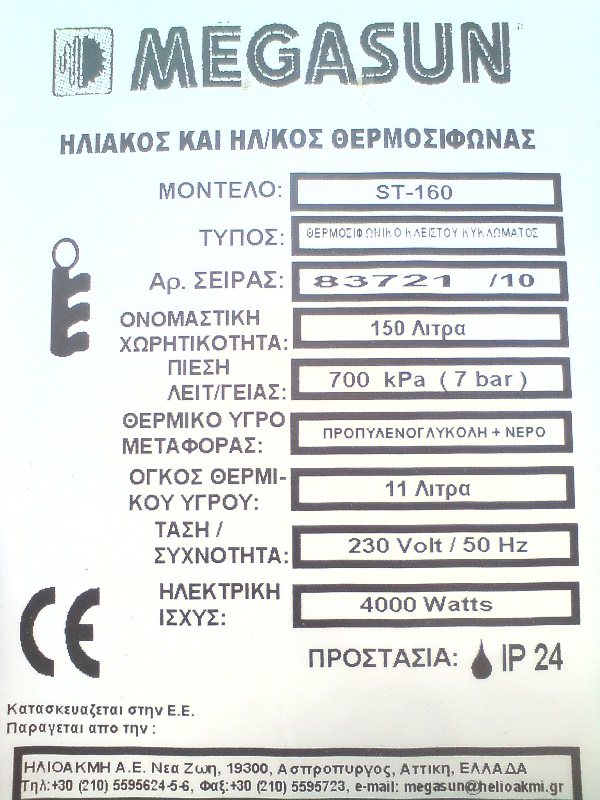 MEGASUN
ΗΛΙΑΚΟΣ ΚΑΙ ΗΛ/ΚΟΣ ΘΕΡΜΟΣΙΦΩΝΑΣ
ΜΟΝΤΕΛΟ: ST-160
ΤΥΠΟΣ: ΘΕΡΜΟΣΙΦΩΝΙΚΟ ΚΛΕΙΣΤΟΥ ΚΥΚΛΩΜΑΤΟΣ
Αρ. ΣΕΙΡΑΣ: 83721 /10
ΟΝΟΜΑΣΤΙΚΗ
ΧΩΡΗΤΙΚΟΤΗΤΑ: 150 Λιτρα
ΠΙΕΣΗ
ΛΕΙΤ/ΓΕΙΑΣ: 700 kPa ( 7 bar )
ΘΕΡΜΙΚΟ ΥΓΡΟ
ΜΕΤΑΦΟΡΑΣ: ΠΡΟΠΥΛΕΝΟΓΛΥΚΟΛΗ + ΝΕΡΟ
ΟΓΚΟΣ ΘΕΡΜΙ-
ΚΟΥ ΥΓΡΟΥ: 11 Λιτρα
ΤΑΣΗ /
ΣΥΧΝΟΤΗΤΑ: 230 Volt / 50 Hz
ΗΛΕΚΤΡΙΚΗ
ΙΣΧΥΣ: 4000 Watts
CE
ΠΡΟΣΤΑΣΙΑ: IP 24
Κατασκευαζεται στην Ε.Ε.
Παραγεται απο την :
ΗΛΙΟΑΚΜΗ Α.Ε. Νεα Ζωη, 19300, Ασπροπυργος, Αττικη, ΕΛΛΑΔΑ
Τηλ:+30 (210) 5595624-5-6, Φαξ:+30 (210) 5595723, e-mail: megasun@helioakmi.gr